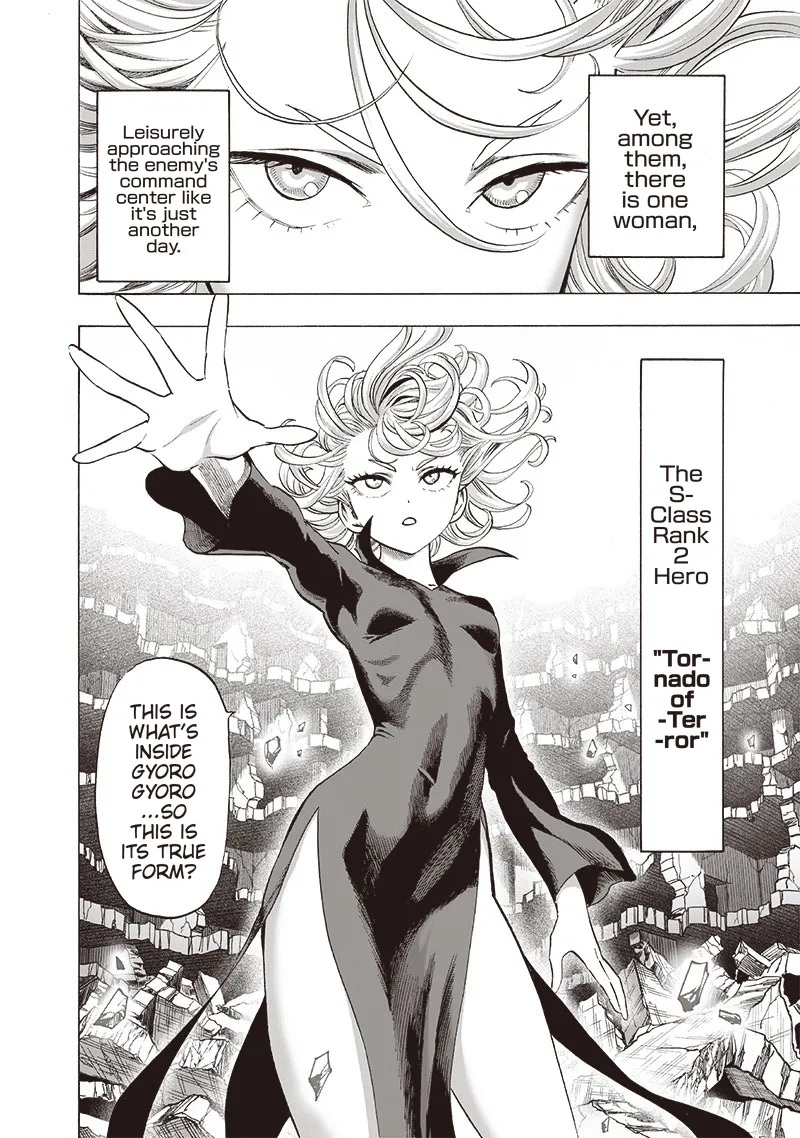 Yet,
among
them,
there
is one
woman,
Leisurely
approaching
the enemy's
command
center like
it's just
another
day.
The
S-
Class
Rank
2
Hero
"Tor-
nado
of
-Ter
-ror"
THIS IS
WHAT'S
INSIDE
GYORO
GYORO
...SO
THIS IS
ITS TRUE
FORM?